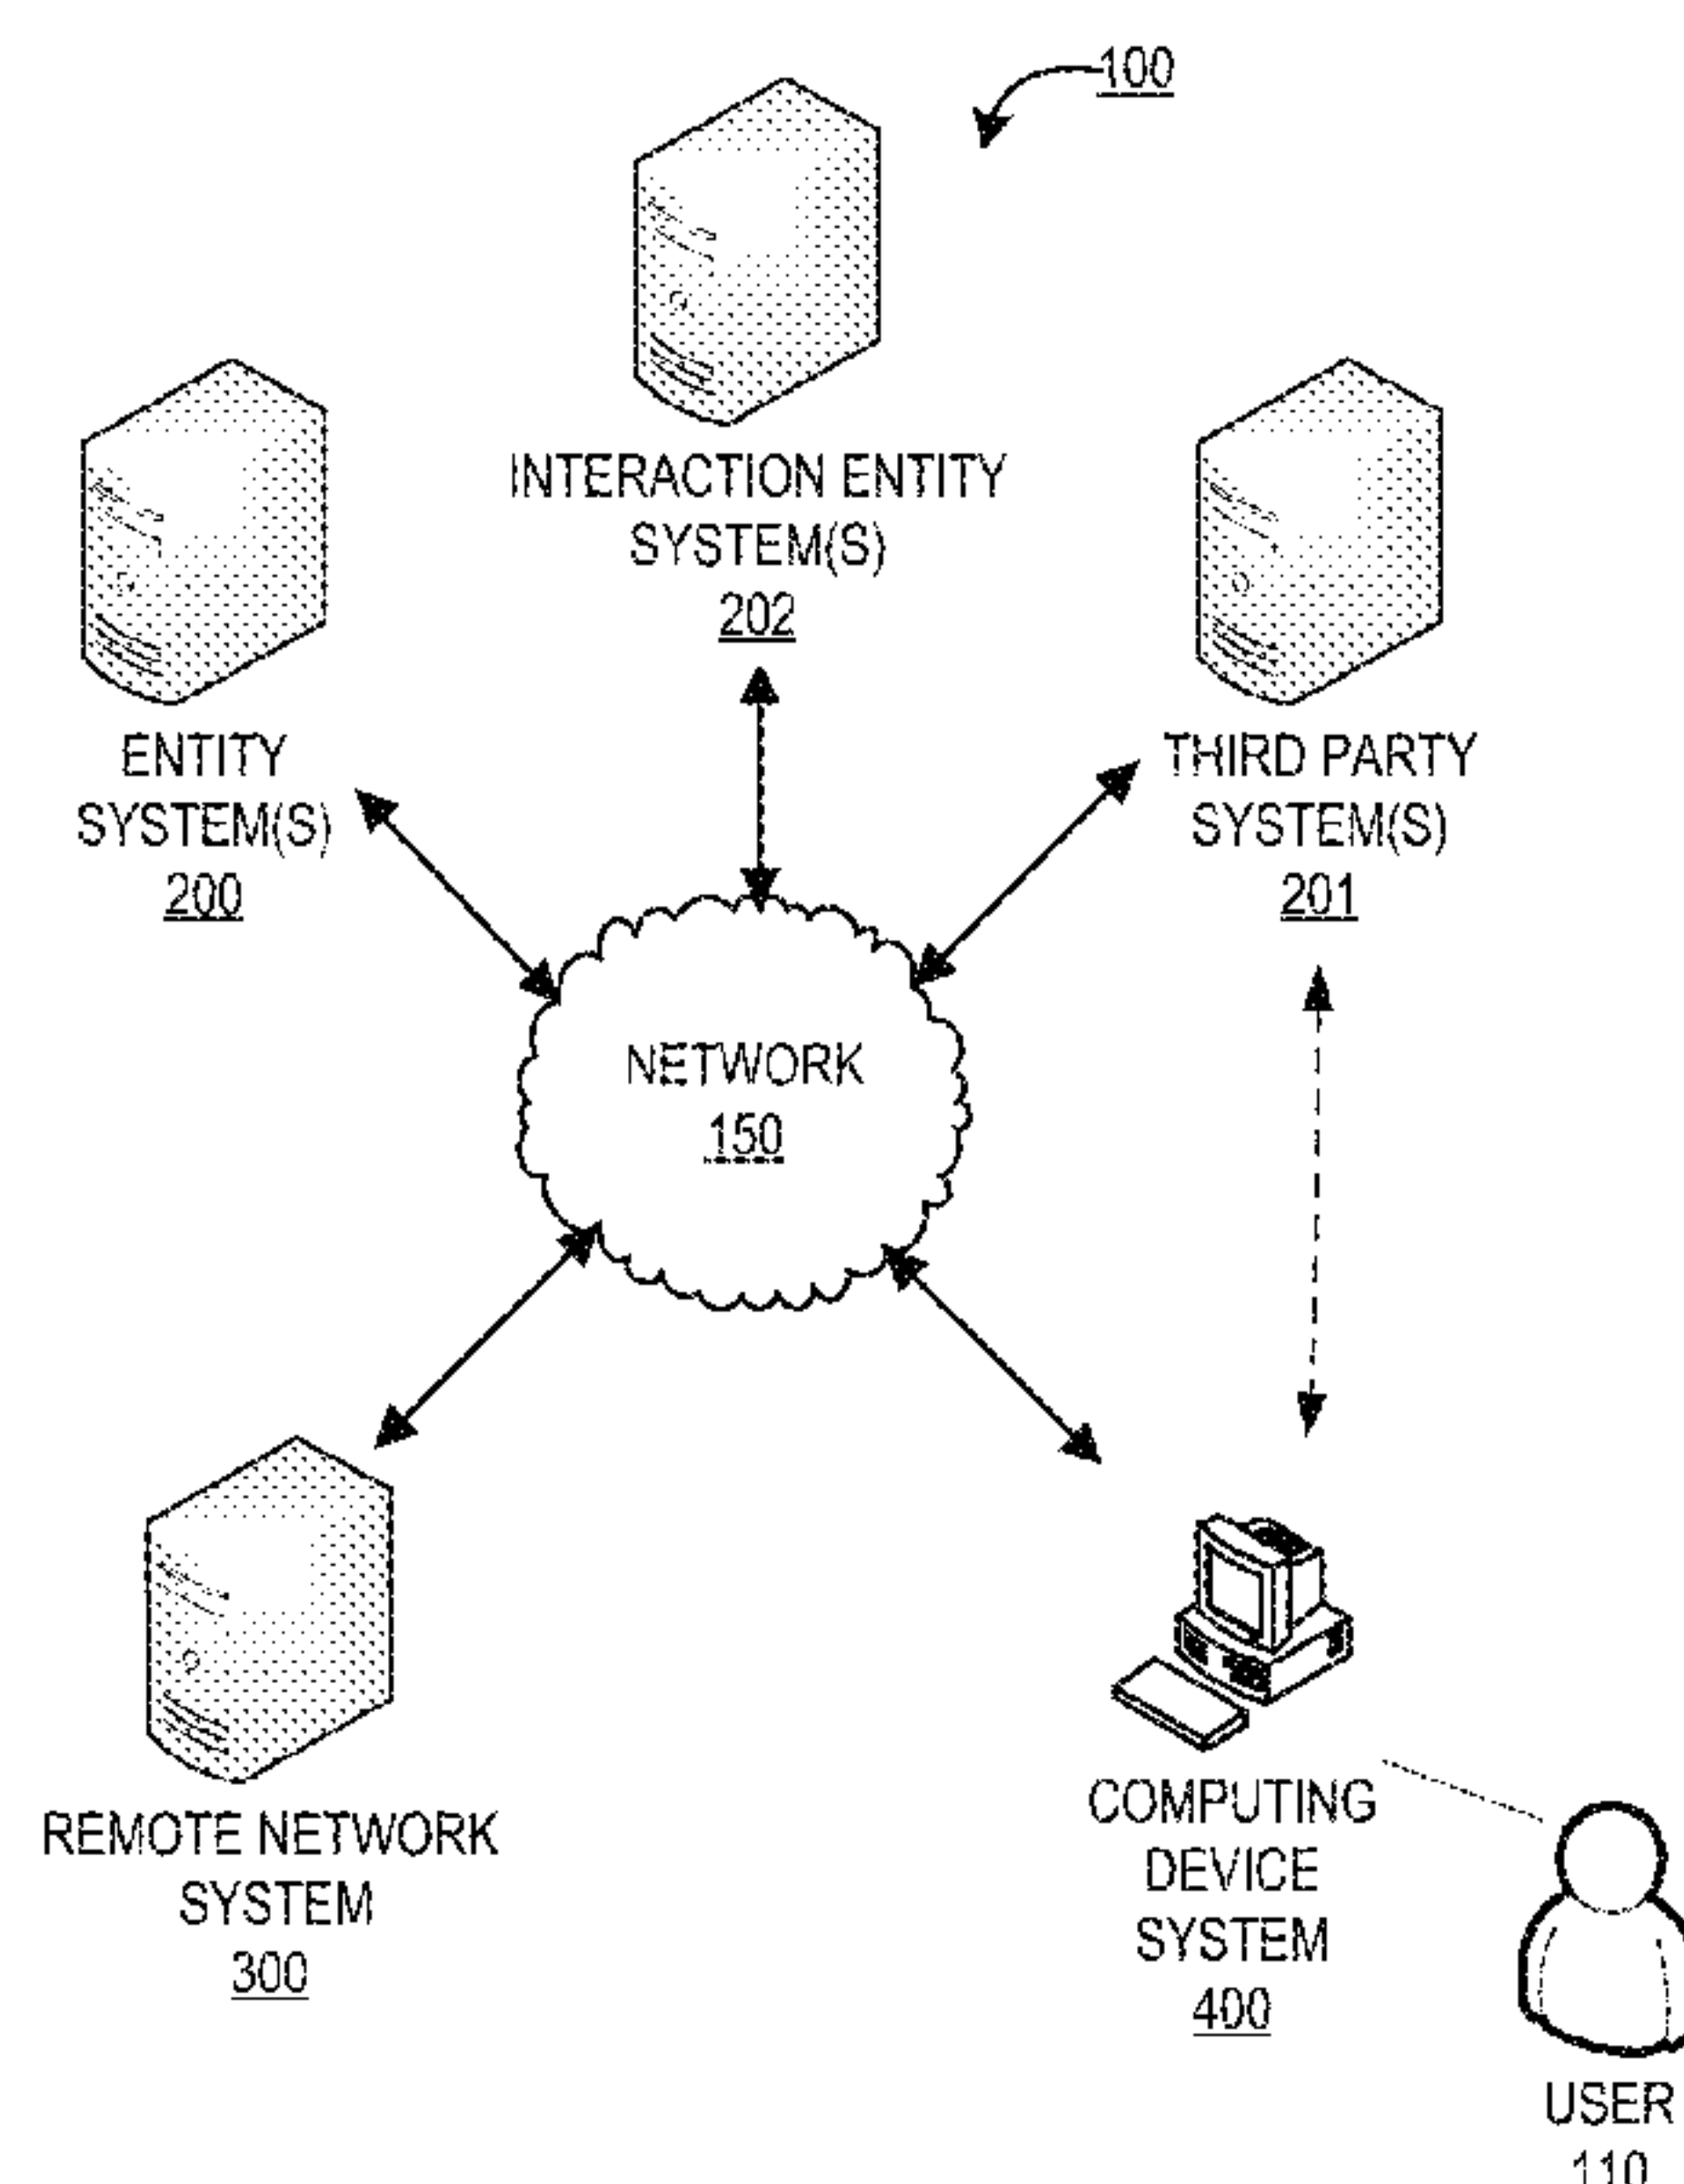 100
INTERACTION ENTITY
SYSTEM(S)
202
ENTITY
SYSTEM(S)
200
THIRD PARTY
SYSTEM(S)
201
NETWORK
150
REMOTE NETWORK
SYSTEM
300
COMPUTING
DEVICE
SYSTEM
400
USER
110